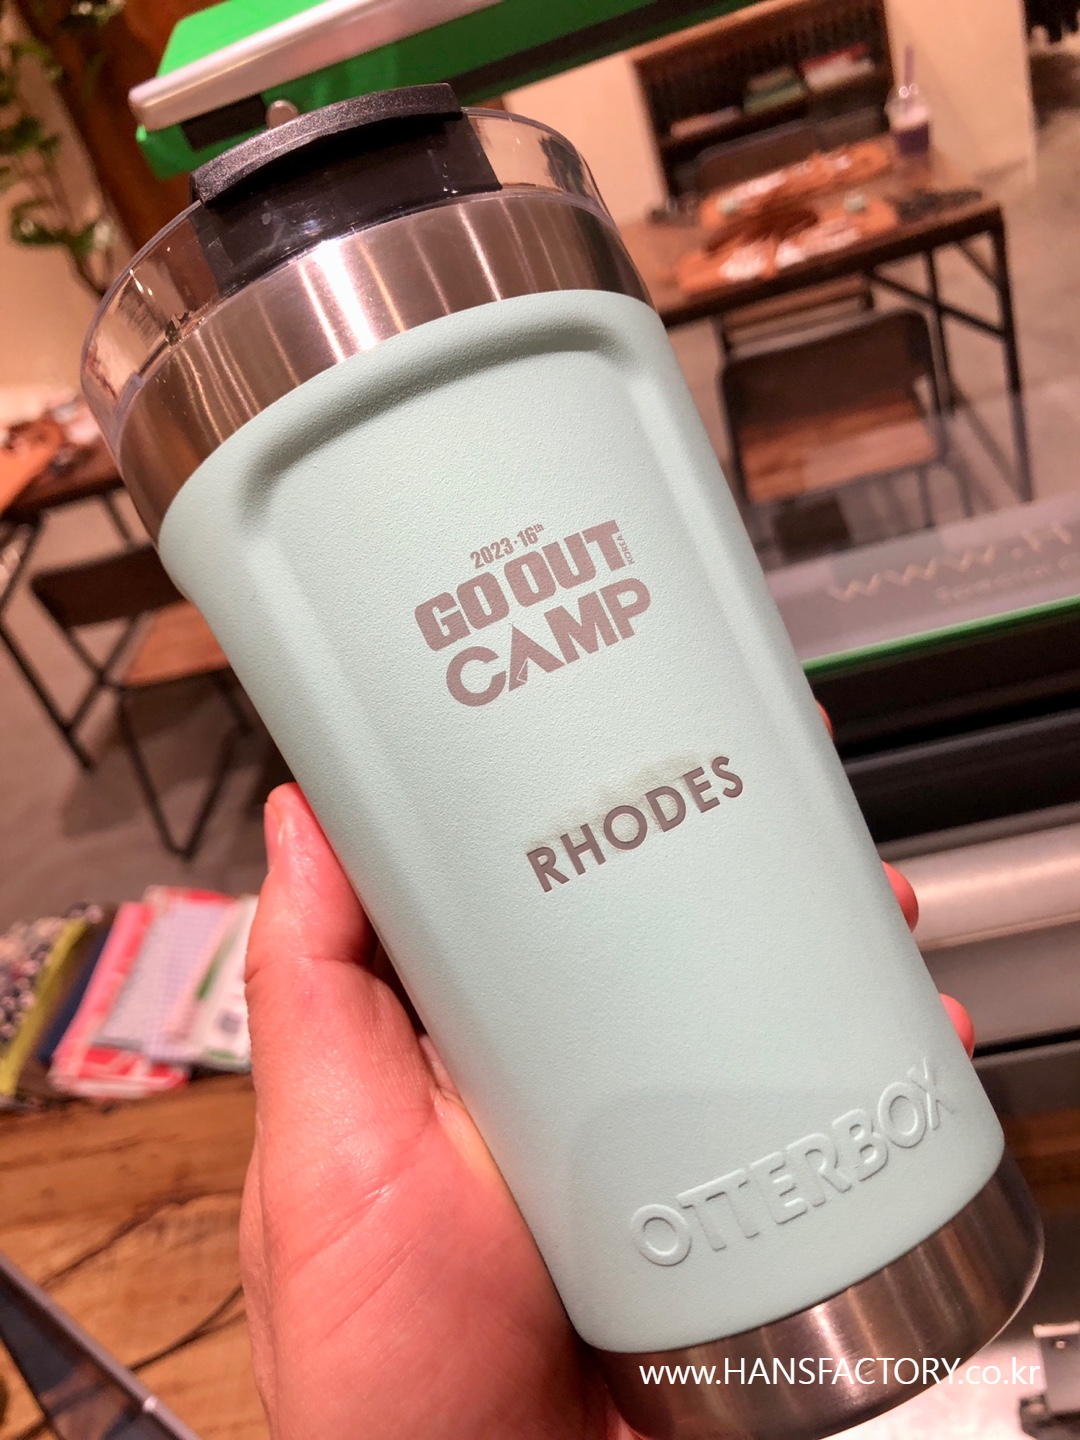 2023·16th
GO OUT
KOREA
CAMP
RHODES
OTTERBOX
www.HANSFACTORY.co.kr